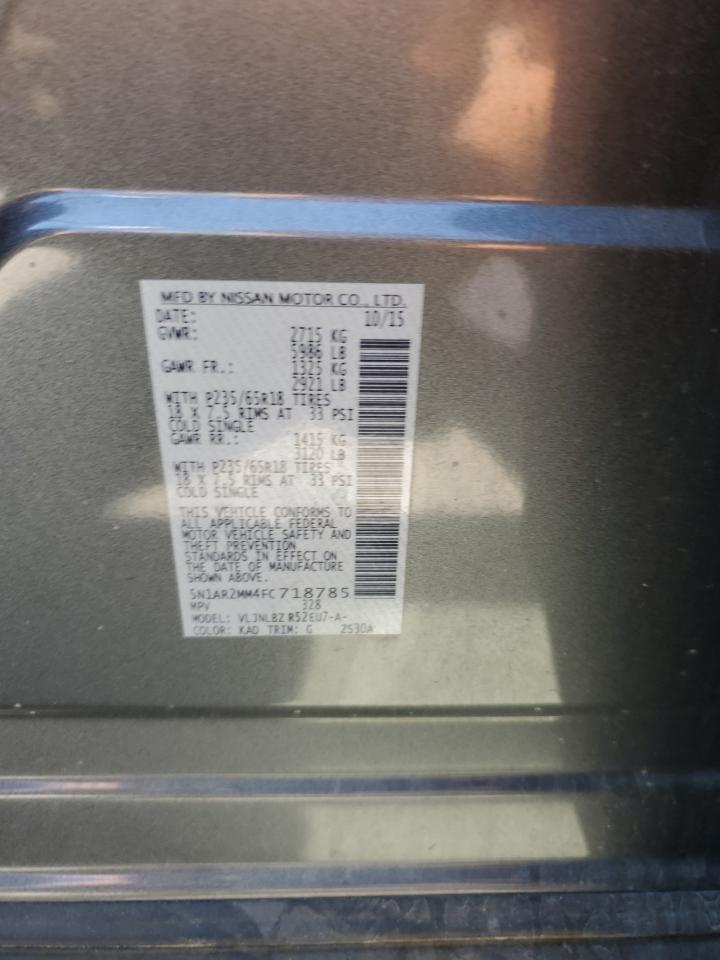 MFD BY NISSAN MOTOR CO., LTD.
DATE: 10/15
GVWR: 2715 KG
5986 LB
GAWR FR.: 1325 KG
2921 LB
WITH P235/65R18 TIRES
18 X 7.5 RIMS AT 33 PSI
COLD SINGLE
GAWR RR.: 1415 KG
3120 LB
WITH P235/65R18 TIRES
18 X 7.5 RIMS AT 33 PSI
COLD SINGLE
THIS VEHICLE CONFORMS TO
ALL APPLICABLE FEDERAL
MOTOR VEHICLE SAFETY AND
THEFT PREVENTION
STANDARDS IN EFFECT ON
THE DATE OF MANUFACTURE
SHOWN ABOVE.
5N1AR2MM4FC718785
MPV 328
MODEL: VLJNLBZ R52EU7-A-
COLOR: KAD TRIM: G 2530A